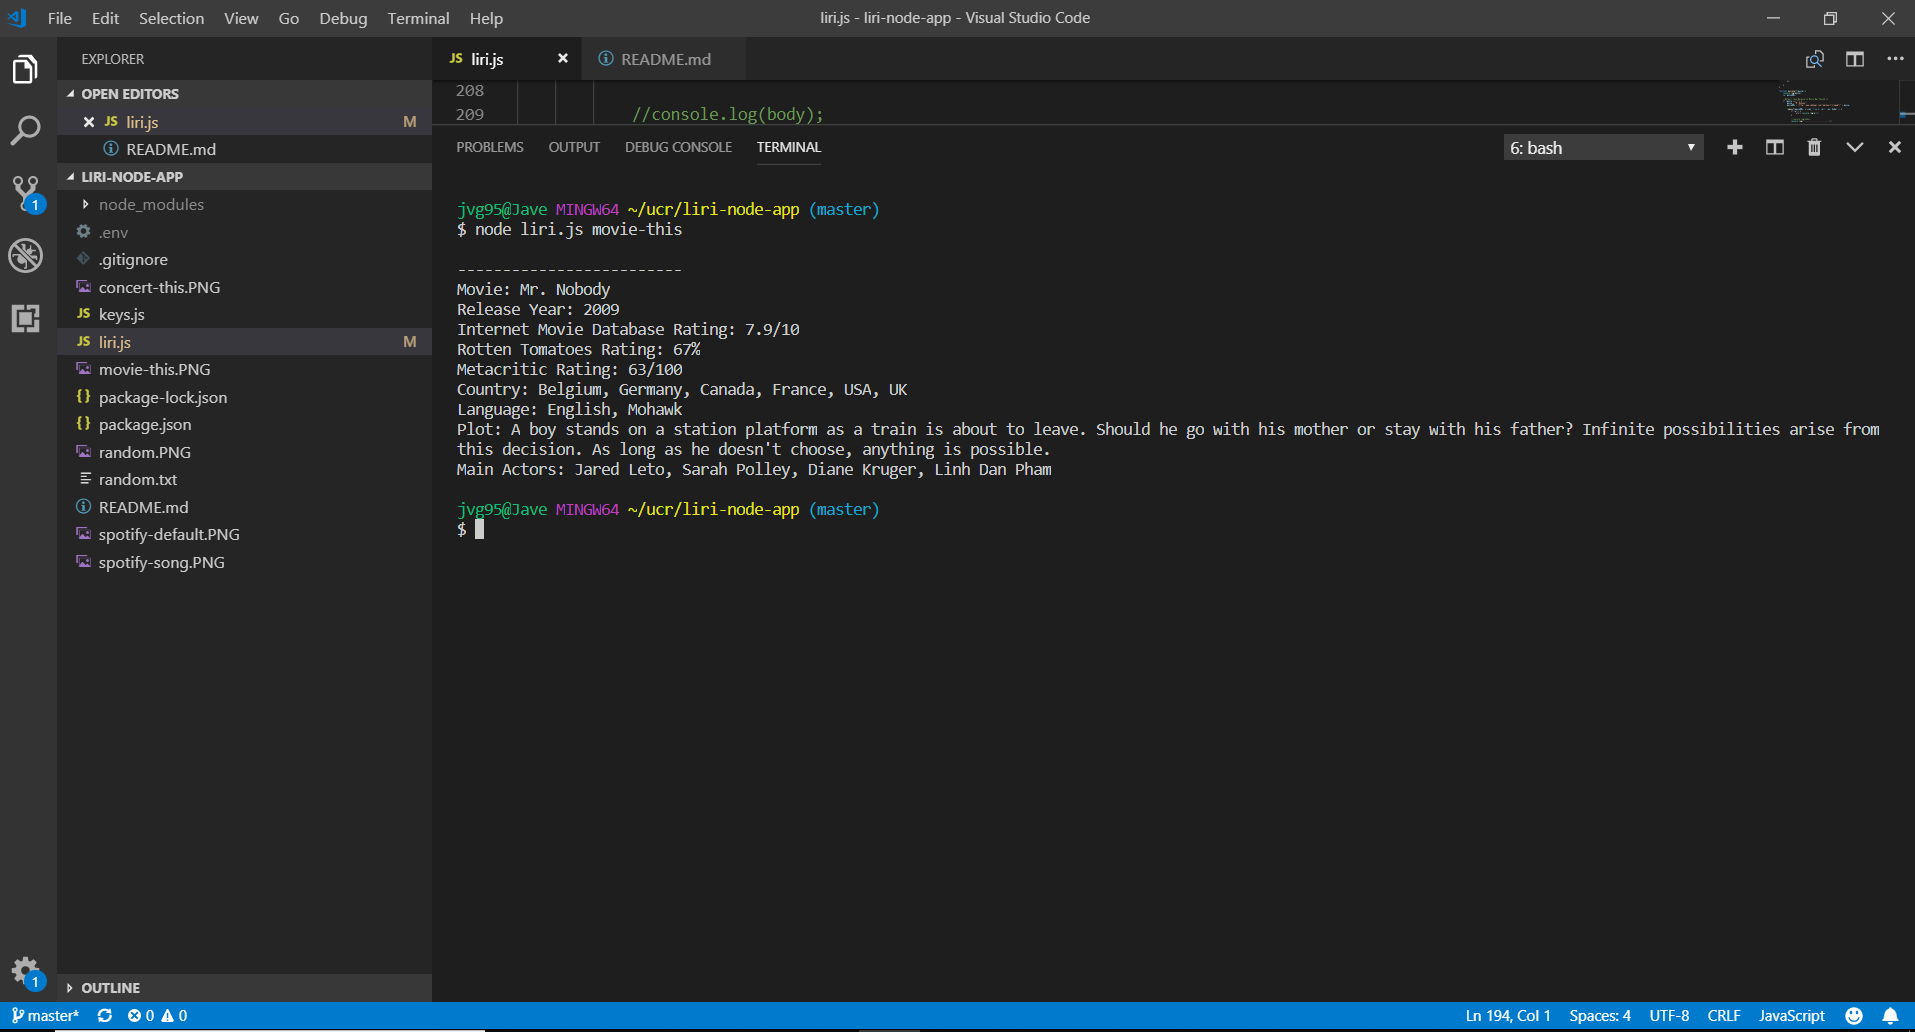 File Edit Selection View Go Debug Terminal Help
liri.js - liri-node-app - Visual Studio Code
EXPLORER
OPEN EDITORS
JS liri.js M
README.md
LIRI-NODE-APP
node_modules
.env
.gitignore
concert-this.PNG
JS keys.js
JS liri.js M
movie-this.PNG
{} package-lock.json
{} package.json
random.PNG
random.txt
README.md
spotify-default.PNG
spotify-song.PNG
OUTLINE
1
1
JS liri.js
README.md
208
209 //console.log(body);
PROBLEMS OUTPUT DEBUG CONSOLE TERMINAL
6: bash
jvg95@Jave MINGW64 ~/ucr/liri-node-app (master)
$ node liri.js movie-this
-------------------------
Movie: Mr. Nobody
Release Year: 2009
Internet Movie Database Rating: 7.9/10
Rotten Tomatoes Rating: 67%
Metacritic Rating: 63/100
Country: Belgium, Germany, Canada, France, USA, UK
Language: English, Mohawk
Plot: A boy stands on a station platform as a train is about to leave. Should he go with his mother or stay with his father? Infinite possibilities arise from
this decision. As long as he doesn't choose, anything is possible.
Main Actors: Jared Leto, Sarah Polley, Diane Kruger, Linh Dan Pham
jvg95@Jave MINGW64 ~/ucr/liri-node-app (master)
$
master* 0 0
Ln 194, Col 1 Spaces: 4 UTF-8 CRLF JavaScript